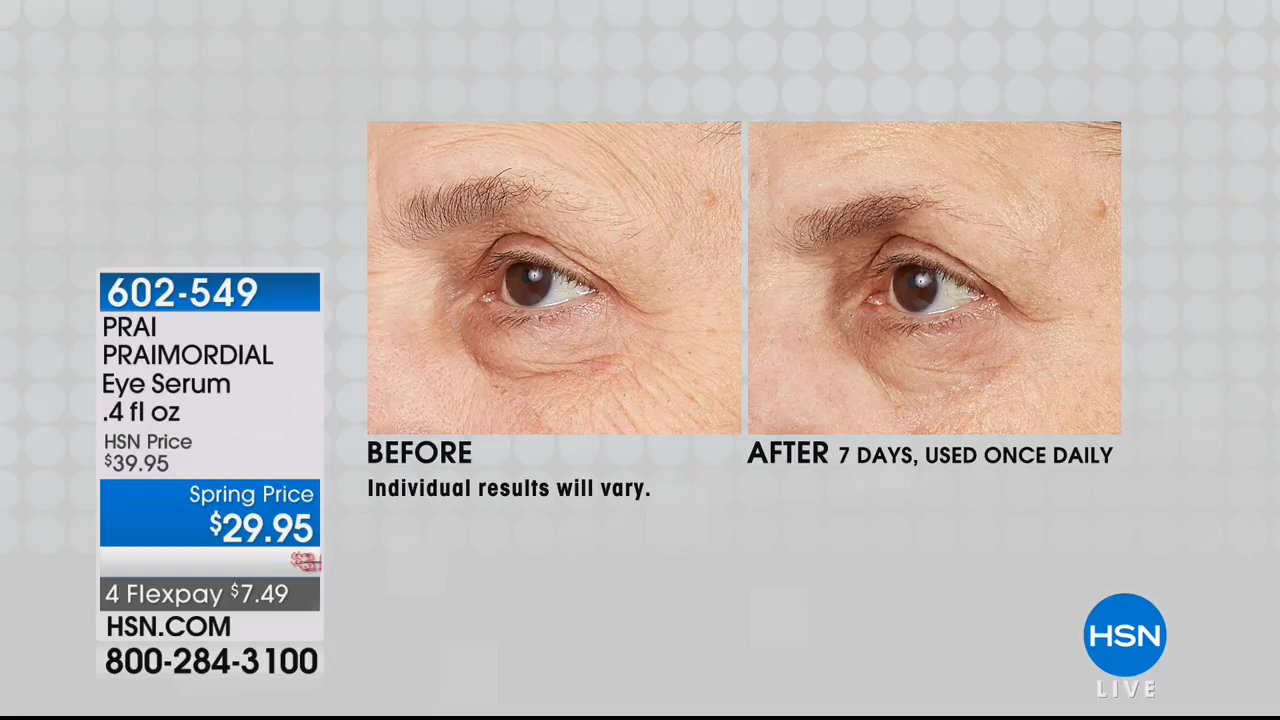 602-549
PRAI
PRAIMORDIAL
Eye Serum
.4 fl oz
HSN Price
$39.95
Spring Price
$29.95
4 Flexpay $7.49
HSN.COM
800-284-3100
BEFORE
Individual results will vary.
AFTER 7 DAYS, USED ONCE DAILY
HSN
LIVE